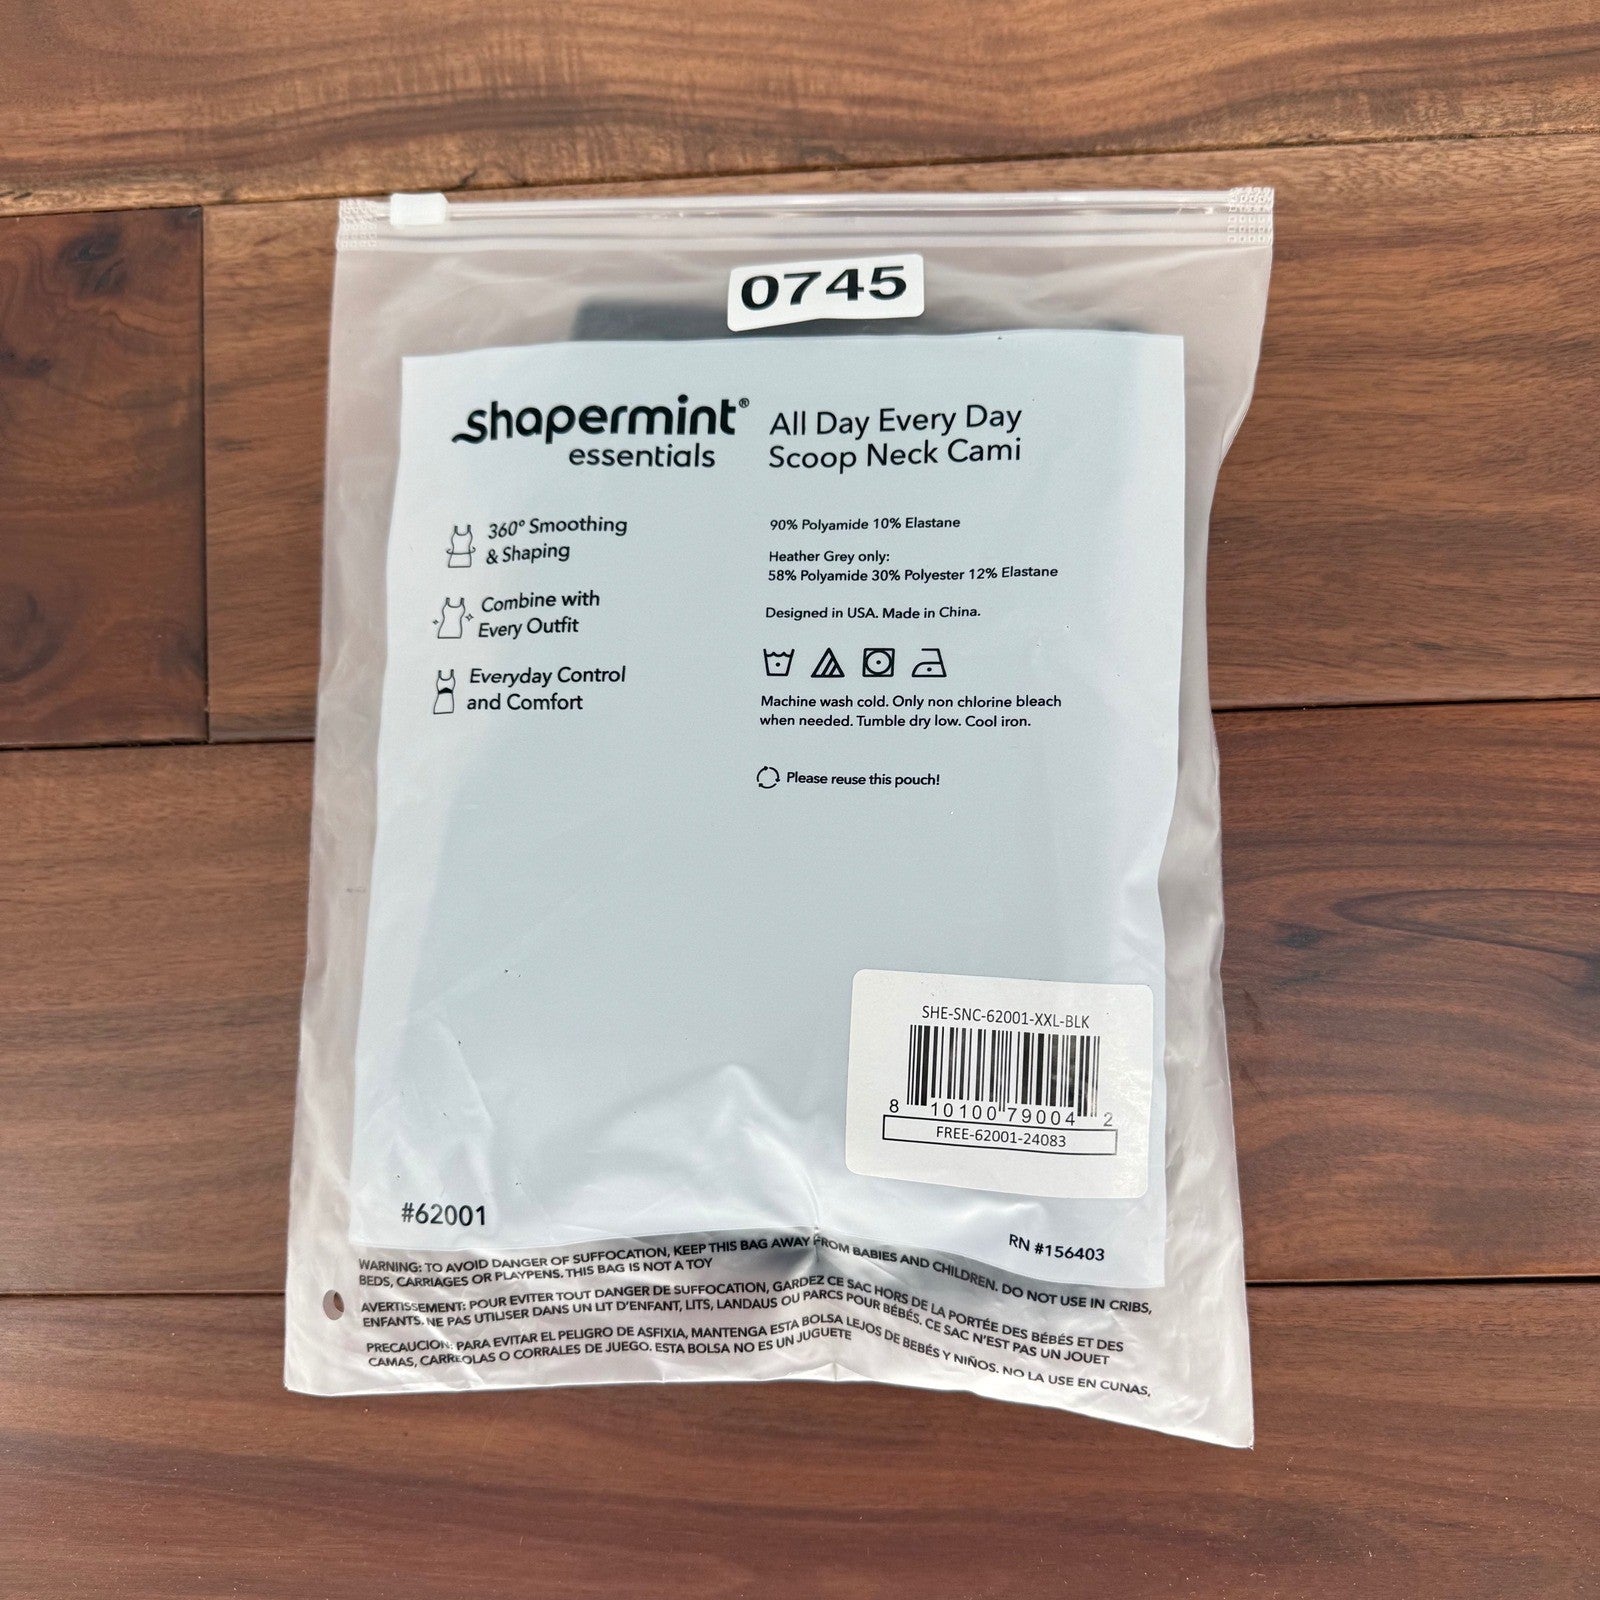 0745
shapermint®
essentials
All Day Every Day
Scoop Neck Cami
360° Smoothing
& Shaping
Combine with
Every Outfit
Everyday Control
and Comfort
90% Polyamide 10% Elastane
Heather Grey only:
58% Polyamide 30% Polyester 12% Elastane
Designed in USA. Made in China.
Machine wash cold. Only non chlorine bleach
when needed. Tumble dry low. Cool iron.
Please reuse this pouch!
SHE-SNC-62001-XXL-BLK
8 10100 79004 2
FREE-62001-24083
#62001
RN #156403
WARNING: TO AVOID DANGER OF SUFFOCATION, KEEP THIS BAG AWAY FROM BABIES AND CHILDREN. DO NOT USE IN CRIBS,
BEDS, CARRIAGES OR PLAYPENS. THIS BAG IS NOT A TOY
AVERTISSEMENT: POUR EVITER TOUT DANGER DE SUFFOCATION, GARDEZ CE SAC HORS DE LA PORTÉE DES BÉBÉS ET DES
ENFANTS. NE PAS UTILISER DANS UN LIT D'ENFANT, LITS, LANDAUS OU PARCS POUR BÉBÉS. CE SAC N'EST PAS UN JOUET
PRECAUCION: PARA EVITAR EL PELIGRO DE ASFIXIA, MANTENGA ESTA BOLSA LEJOS DE BEBÉS Y NIÑOS. NO LA USE EN CUNAS,
CAMAS, CARREOLAS O CORRALES DE JUEGO. ESTA BOLSA NO ES UN JUGUETE